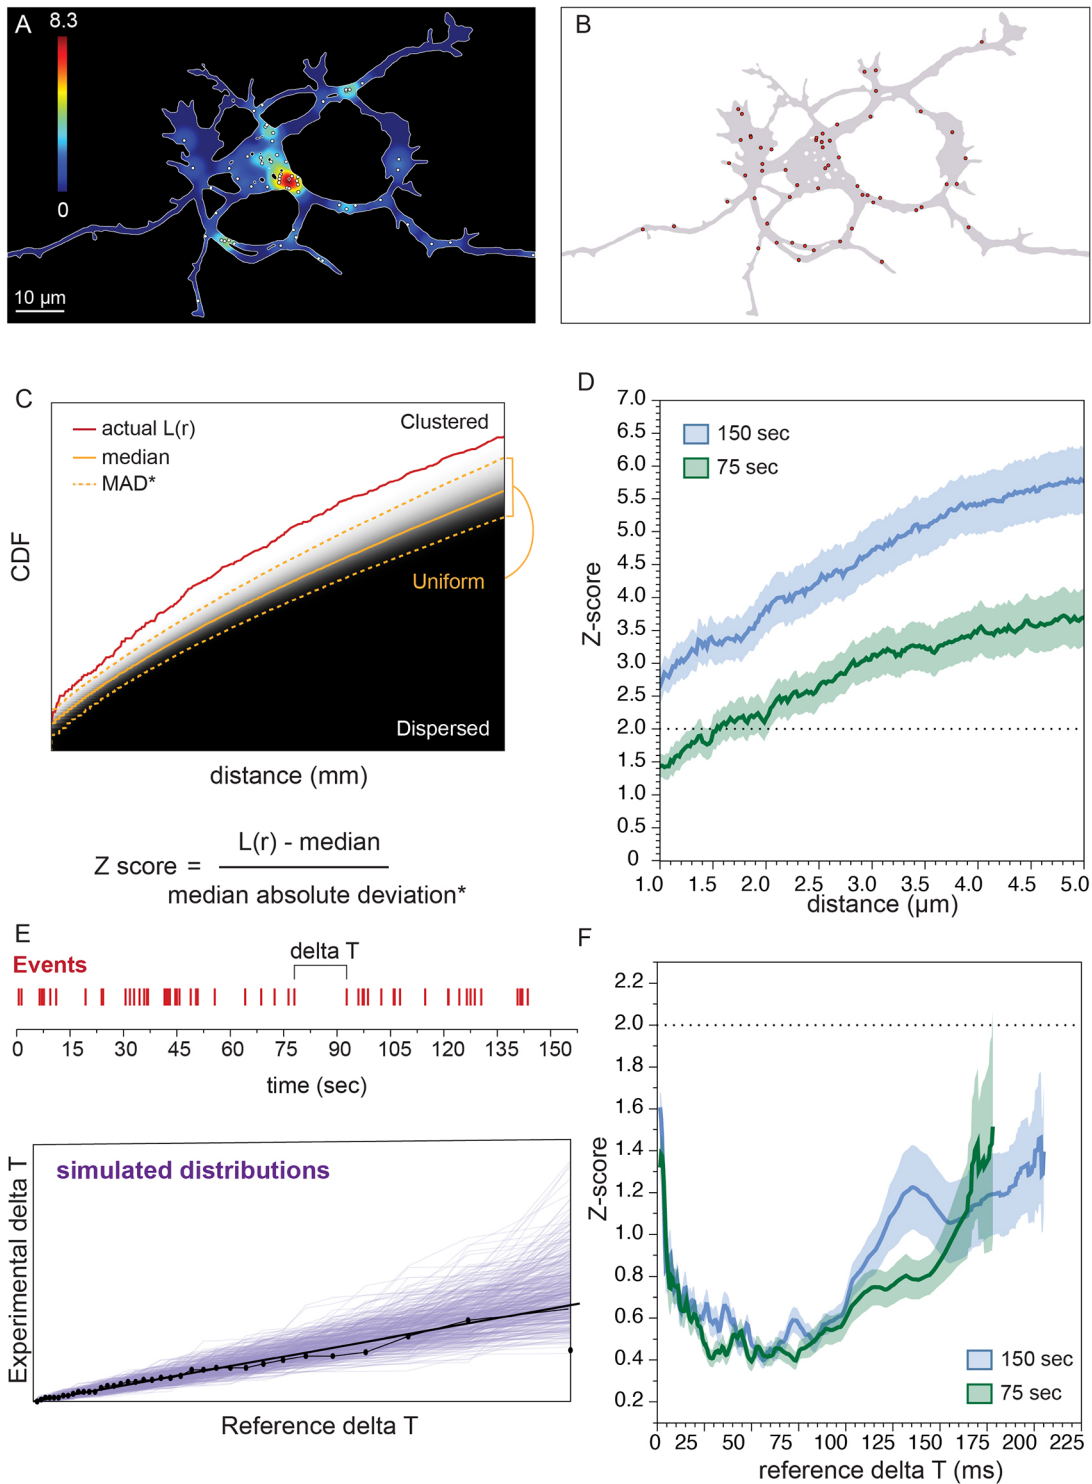 A
8.3
0
10 µm
B
C
actual L(r)
median
MAD*
Clustered
Uniform
Dispersed
CDF
distance (mm)
Z score = L(r) - median
median absolute deviation*
D
7.0
6.5
6.0
5.5
5.0
4.5
4.0
3.5
3.0
2.5
2.0
1.5
1.0
0.5
0
Z-score
150 sec
75 sec
1.0 1.5 2.0 2.5 3.0 3.5 4.0 4.5 5.0
distance (µm)
E
Events
delta T
0 15 30 45 60 75 90 105 120 135 150
time (sec)
simulated distributions
Experimental delta T
Reference delta T
F
2.2
2.0
1.8
1.6
1.4
1.2
1.0
0.8
0.6
0.4
0.2
Z-score
150 sec
75 sec
0 25 50 75 100 125 150 175 200 225
reference delta T (ms)